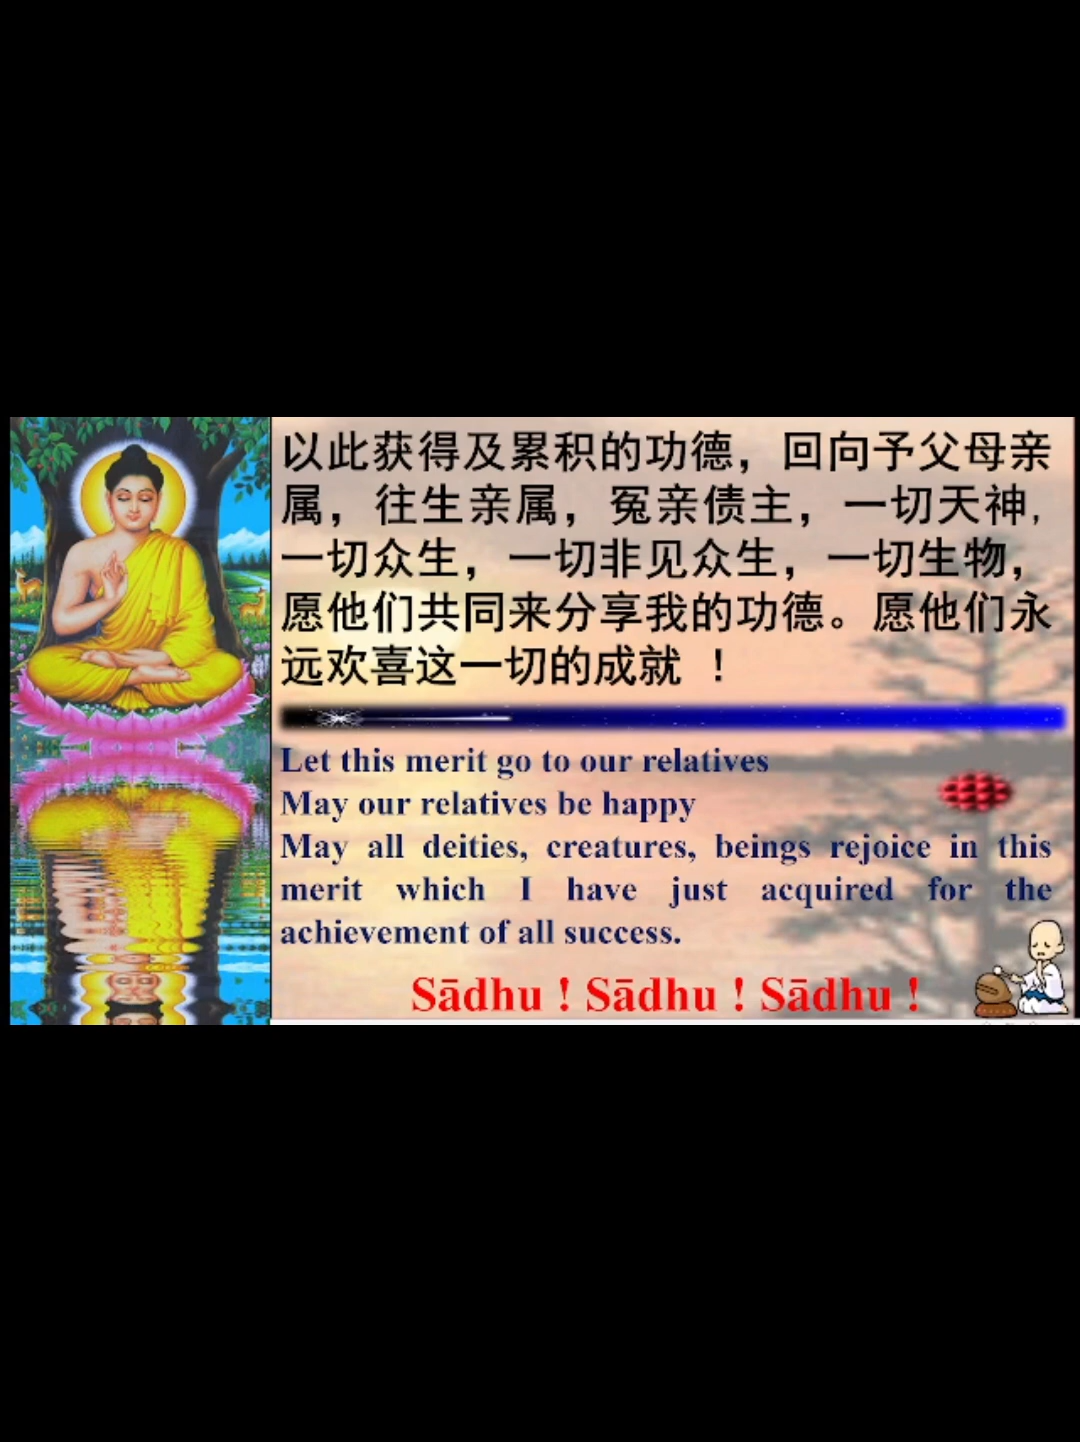 以此获得及累积的功德，回向予父母亲
属，往生亲属，冤亲债主，一切天神，
一切众生，一切非见众生，一切生物，
愿他们共同来分享我的功德。愿他们永
远欢喜这一切的成就 ！
Let this merit go to our relatives
May our relatives be happy
May all deities, creatures, beings rejoice in this
merit which I have just acquired for the
achievement of all success.
Sādhu ! Sādhu ! Sādhu !